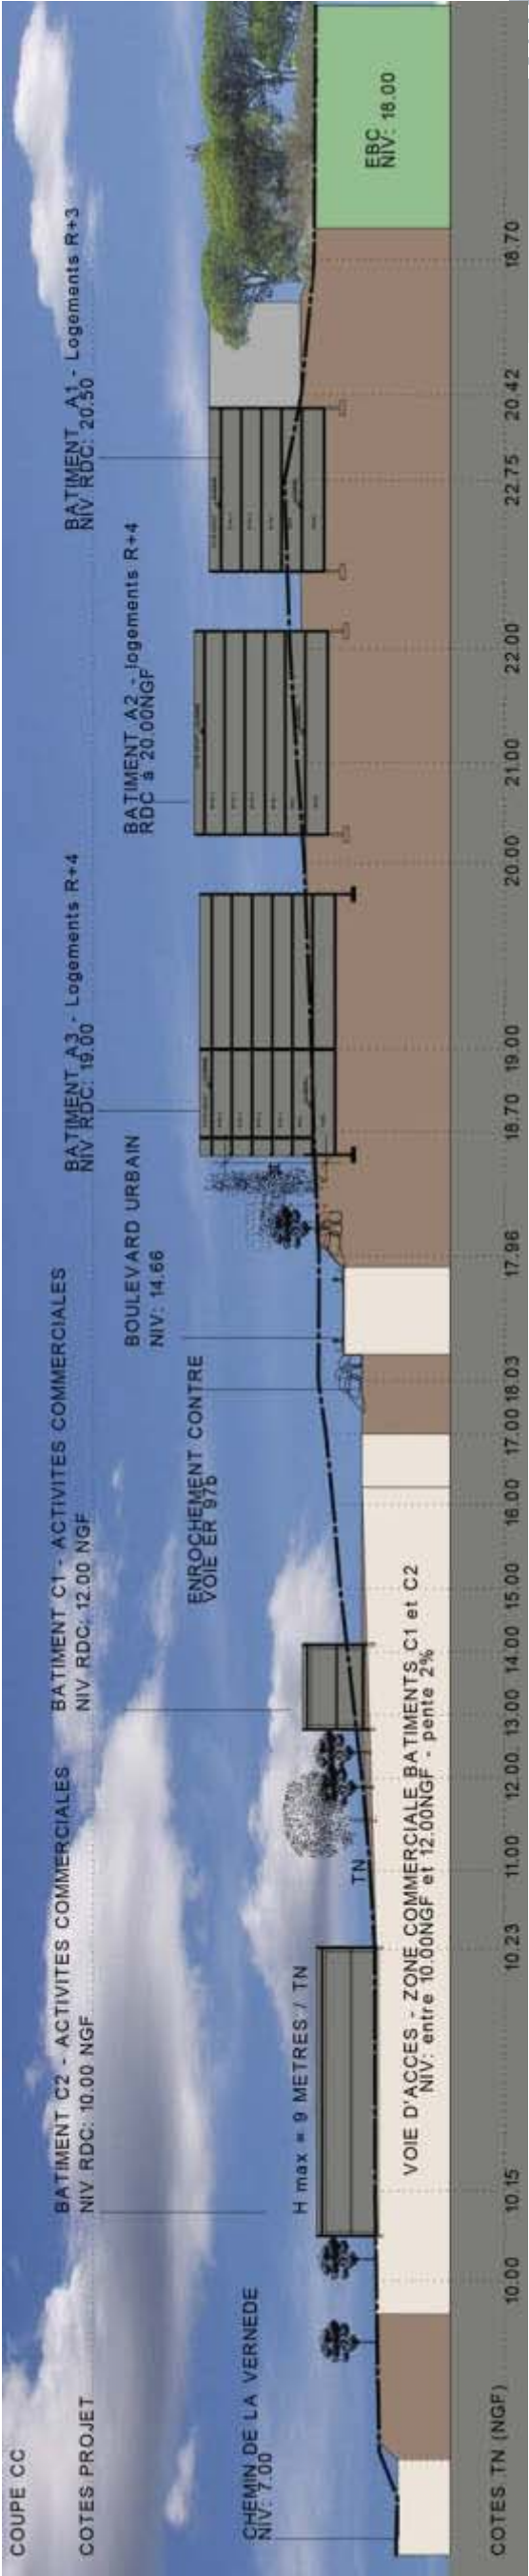 COUPE CC
COTES PROJET
CHEMIN DE LA VERNEDE
NIV: 7.00
BATIMENT C2 - ACTIVITES COMMERCIALES
NIV RDC: 10.00 NGF
H max = 9 METRES / TN
BATIMENT C1 - ACTIVITES COMMERCIALES
NIV RDC: 12.00 NGF
TN
ENROCHEMENT CONTRE
VOIE ER 97b
BOULEVARD URBAIN
NIV: 14.66
BATIMENT A3 - Logements R+4
NIV RDC: 19.00
BATIMENT A2 - logements R+4
RDC à 20.00NGF
BATIMENT A1 - Logements R+3
NIV RDC: 20.50
EBC
NIV: 18.00
VOIE D'ACCES - ZONE COMMERCIALE BATIMENTS C1 et C2
NIV: entre 10.00NGF et 12.00NGF - pente 2%
COTES TN (NGF) 10.00 10.15 10.23 11.00 12.00 13.00 14.00 15.00 16.00 17.00 18.03 17.96 18.70 19.00 20.00 21.00 22.00 22.75 20.42 18.70